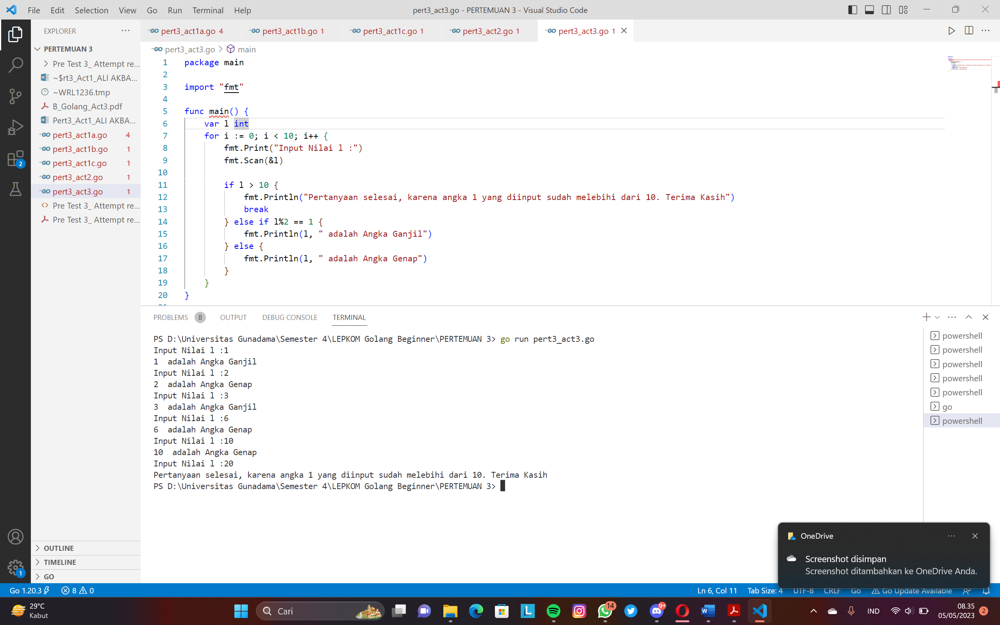 File Edit Selection View Go Run Terminal Help
pert3_act3.go - PERTEMUAN 3 - Visual Studio Code
EXPLORER
PERTEMUAN 3
Pre Test 3_ Attempt re...
~$rt3_Act1_ALI AKBA...
~WRL1236.tmp
B_Golang_Act3.pdf
Pert3_Act1_ALI AKBA...
pert3_act1a.go 4
pert3_act1b.go 1
pert3_act1c.go 1
pert3_act2.go 1
pert3_act3.go 1
Pre Test 3_ Attempt re...
Pre Test 3_ Attempt re...
OUTLINE
TIMELINE
GO
2
1
GO pert3_act1a.go 4 GO pert3_act1b.go 1 GO pert3_act1c.go 1 GO pert3_act2.go 1 GO pert3_act3.go 1
GO pert3_act3.go > main
1 package main
2
3 import "fmt"
4
5 func main() {
6 var l int
7 for i := 0; i < 10; i++ {
8 fmt.Print("Input Nilai l :")
9 fmt.Scan(&l)
10
11 if l > 10 {
12 fmt.Println("Pertanyaan selesai, karena angka 1 yang diinput sudah melebihi dari 10. Terima Kasih")
13 break
14 } else if l%2 == 1 {
15 fmt.Println(l, " adalah Angka Ganjil")
16 } else {
17 fmt.Println(l, " adalah Angka Genap")
18 }
19 }
20 }
PROBLEMS 8 OUTPUT DEBUG CONSOLE TERMINAL
PS D:\Universitas Gunadama\Semester 4\LEPKOM Golang Beginner\PERTEMUAN 3> go run pert3_act3.go
Input Nilai l :1
1  adalah Angka Ganjil
Input Nilai l :2
2  adalah Angka Genap
Input Nilai l :3
3  adalah Angka Ganjil
Input Nilai l :6
6  adalah Angka Genap
Input Nilai l :10
10  adalah Angka Genap
Input Nilai l :20
Pertanyaan selesai, karena angka 1 yang diinput sudah melebihi dari 10. Terima Kasih
PS D:\Universitas Gunadama\Semester 4\LEPKOM Golang Beginner\PERTEMUAN 3>
powershell
powershell
powershell
powershell
powershell
go
powershell
OneDrive
Screenshot disimpan
Screenshot ditambahkan ke OneDrive Anda.
Go 1.20.3 8 0 Ln 6, Col 11 Tab Size: 4 UTF-8 CRLF Go Go Update Available
29°C
Kabut
Cari
14
9+
IND
08.35
05/05/2023
2